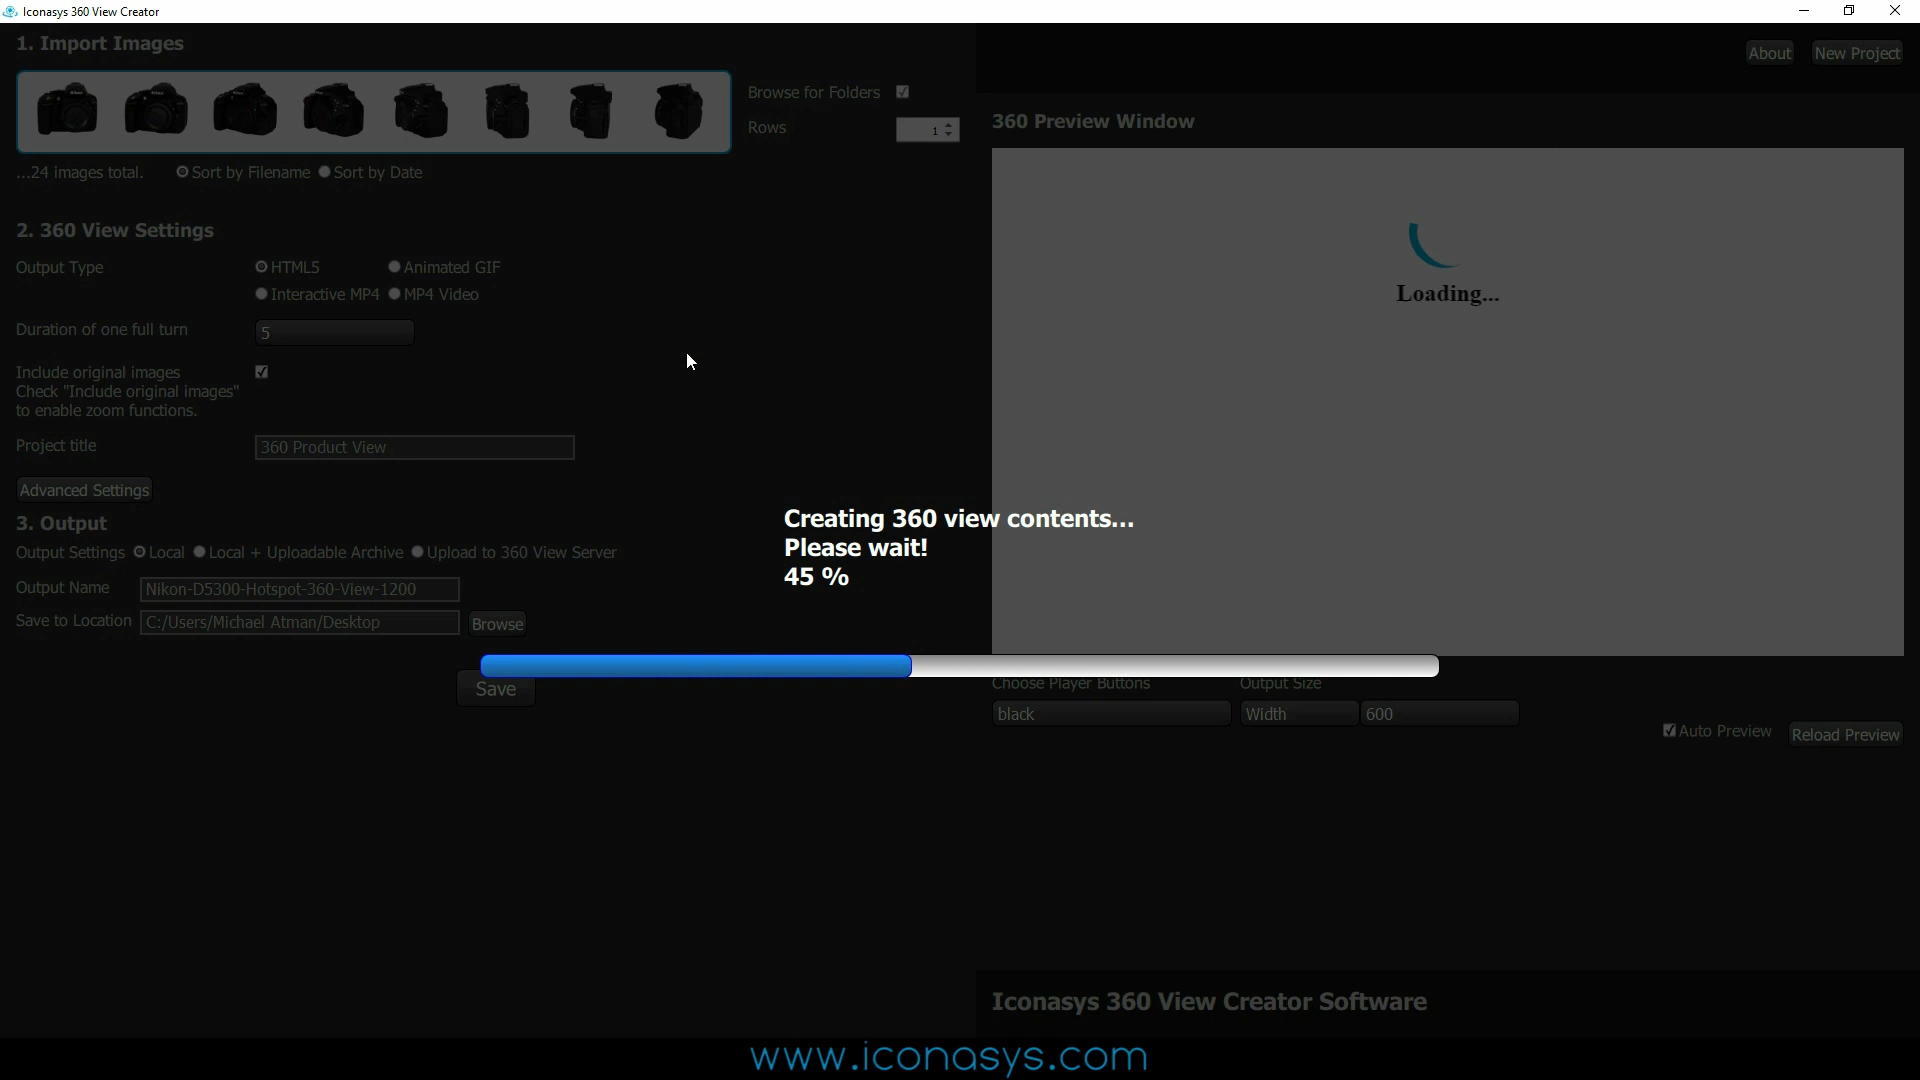 Iconasys 360 View Creator
1. Import Images
About
New Project
Browse for Folders
Rows
1
...24 images total.
Sort by Filename
Sort by Date
360 Preview Window
Loading...
2. 360 View Settings
Output Type
HTML5
Animated GIF
Interactive MP4
MP4 Video
Duration of one full turn
5
Include original images
Check "Include original images"
to enable zoom functions.
Project title
360 Product View
Advanced Settings
3. Output
Output Settings
Local
Local + Uploadable Archive
Upload to 360 View Server
Output Name
Nikon-D5300-Hotspot-360-View-1200
Save to Location
C:/Users/Michael Atman/Desktop
Browse
Save
Creating 360 view contents...
Please wait!
45 %
Choose Player Buttons
Output Size
black
Width
600
Auto Preview
Reload Preview
Iconasys 360 View Creator Software
www.iconasys.com